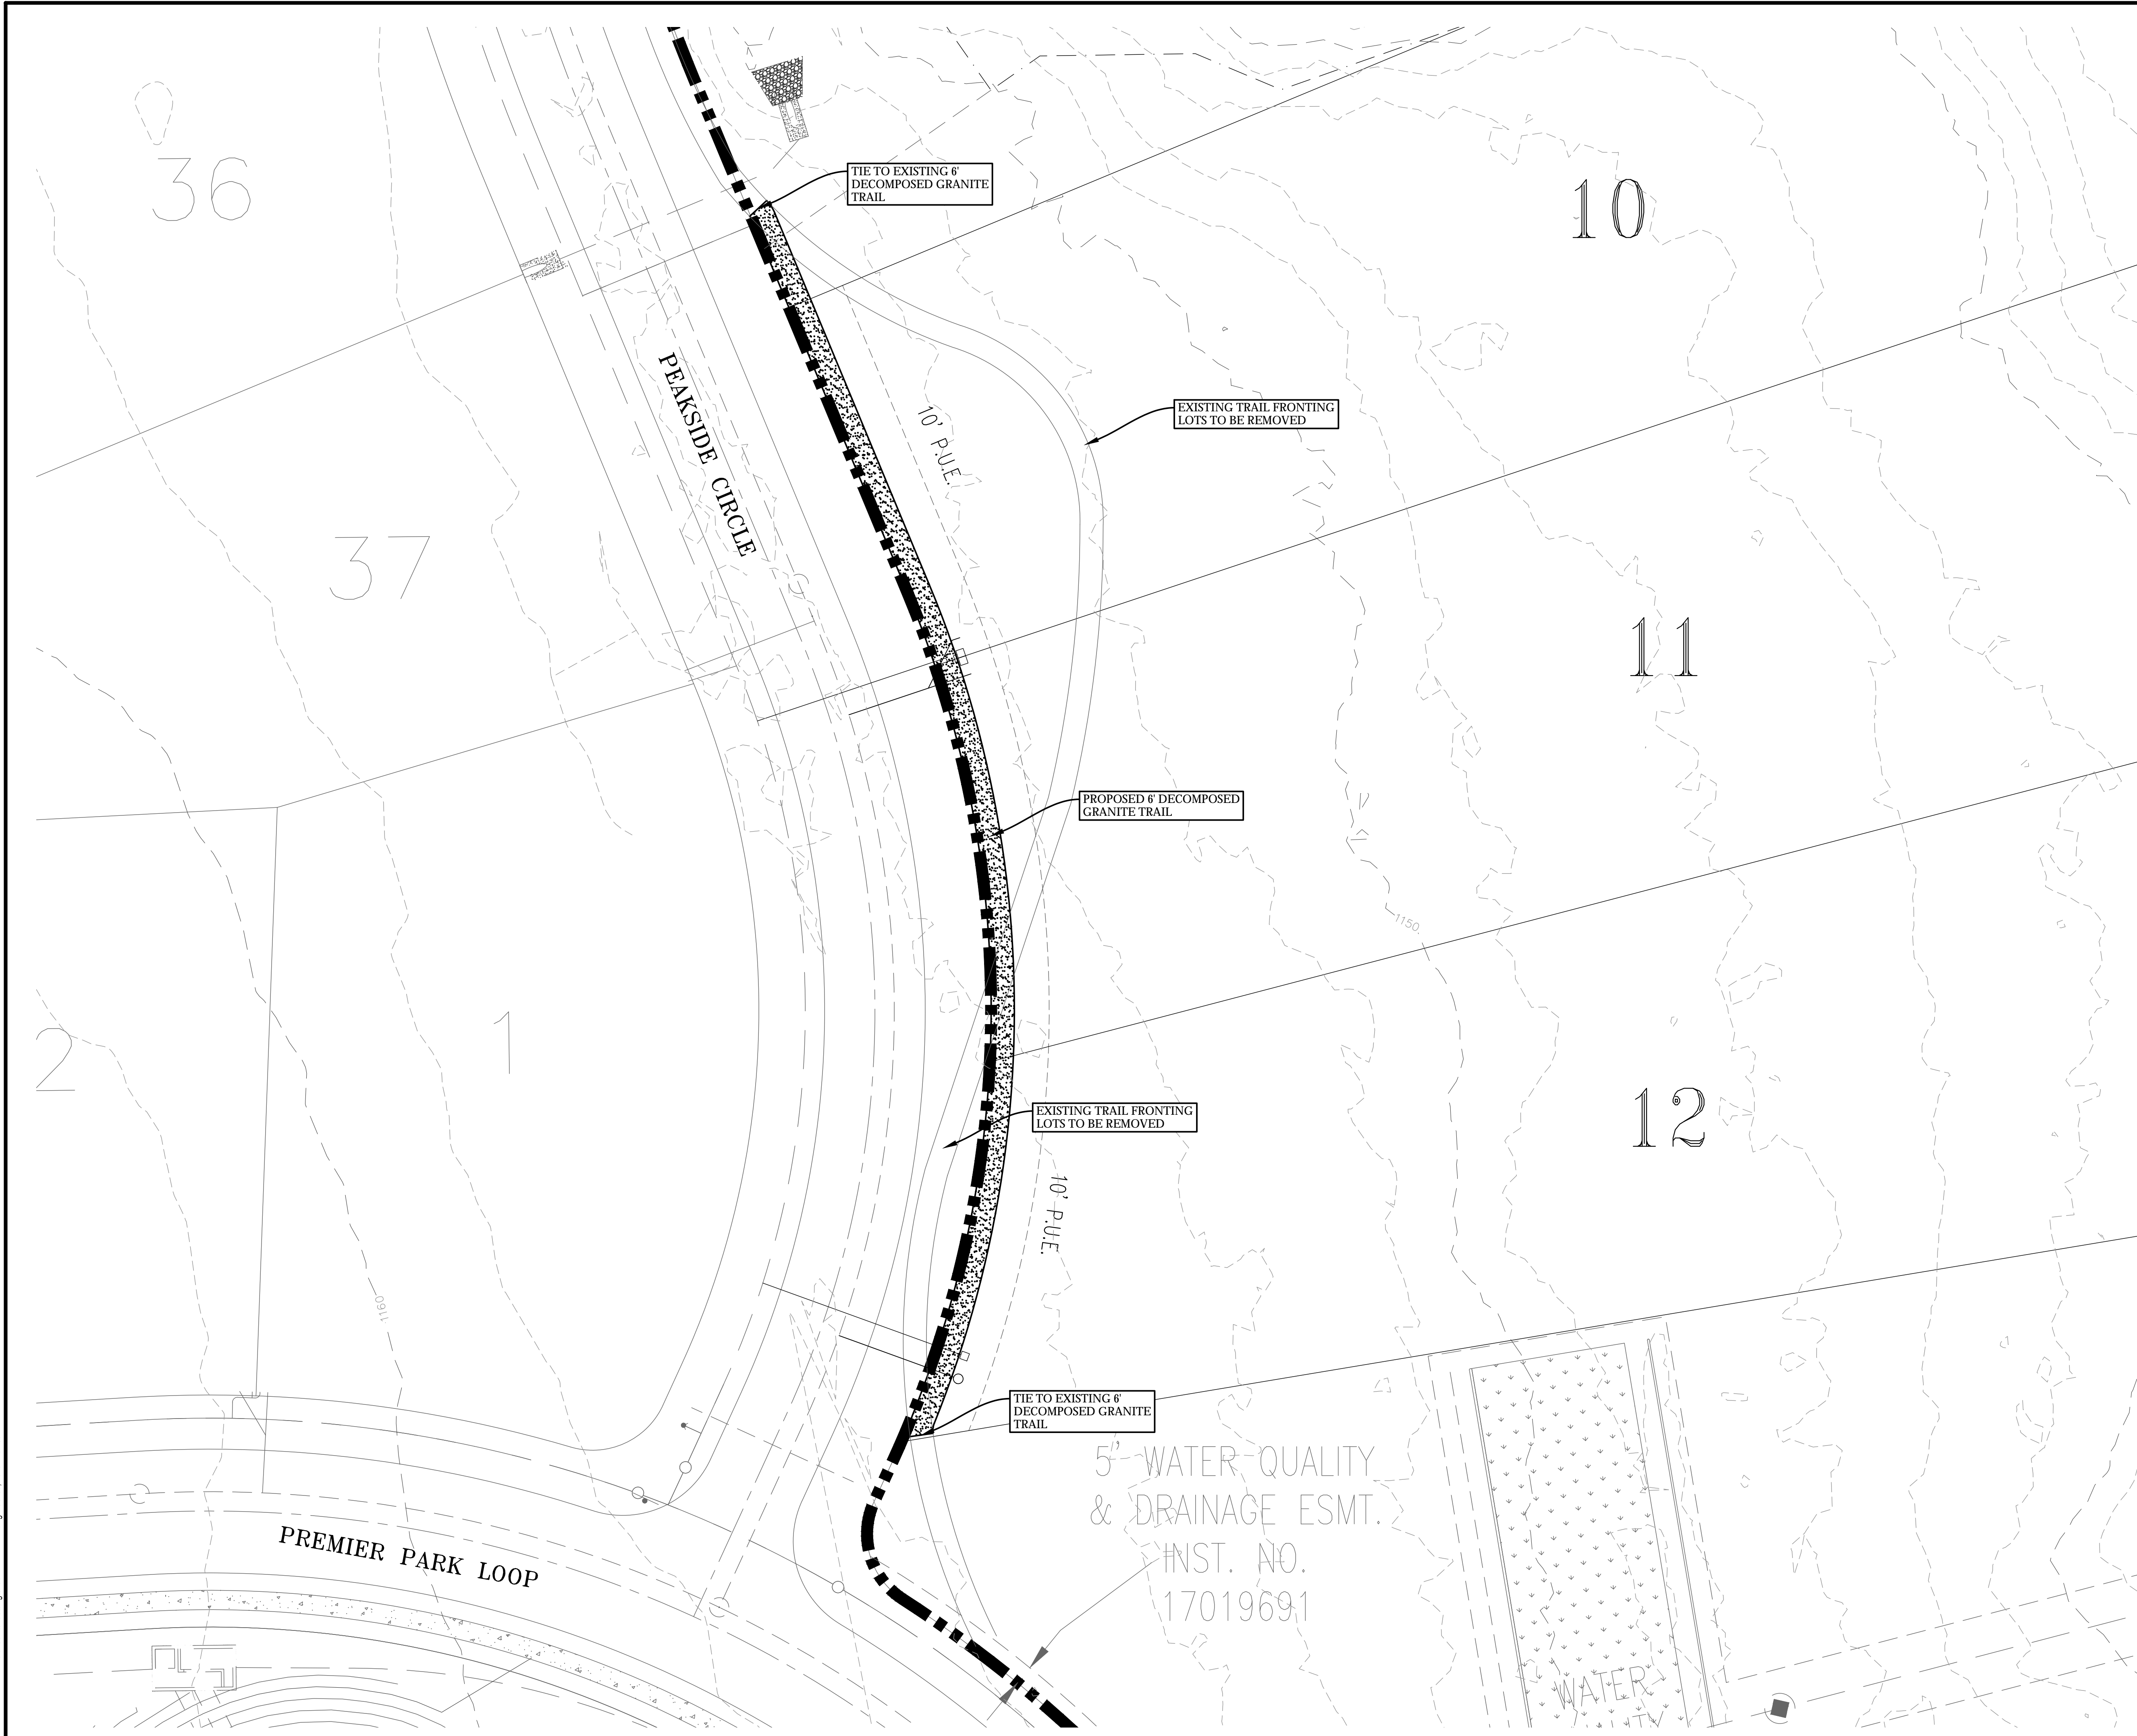 36
TIE TO EXISTING 6'
DECOMPOSED GRANITE
TRAIL
10
PEAKSIDE CIRCLE
10' P.U.E.
EXISTING TRAIL FRONTING
LOTS TO BE REMOVED
37
11
PROPOSED 6' DECOMPOSED
GRANITE TRAIL
1150
2
1
EXISTING TRAIL FRONTING
LOTS TO BE REMOVED
12
10' P.U.E.
1160
TIE TO EXISTING 6'
DECOMPOSED GRANITE
TRAIL
5' WATER QUALITY
& DRAINAGE ESMT.
INST. NO.
17019691
PREMIER PARK LOOP
WATER